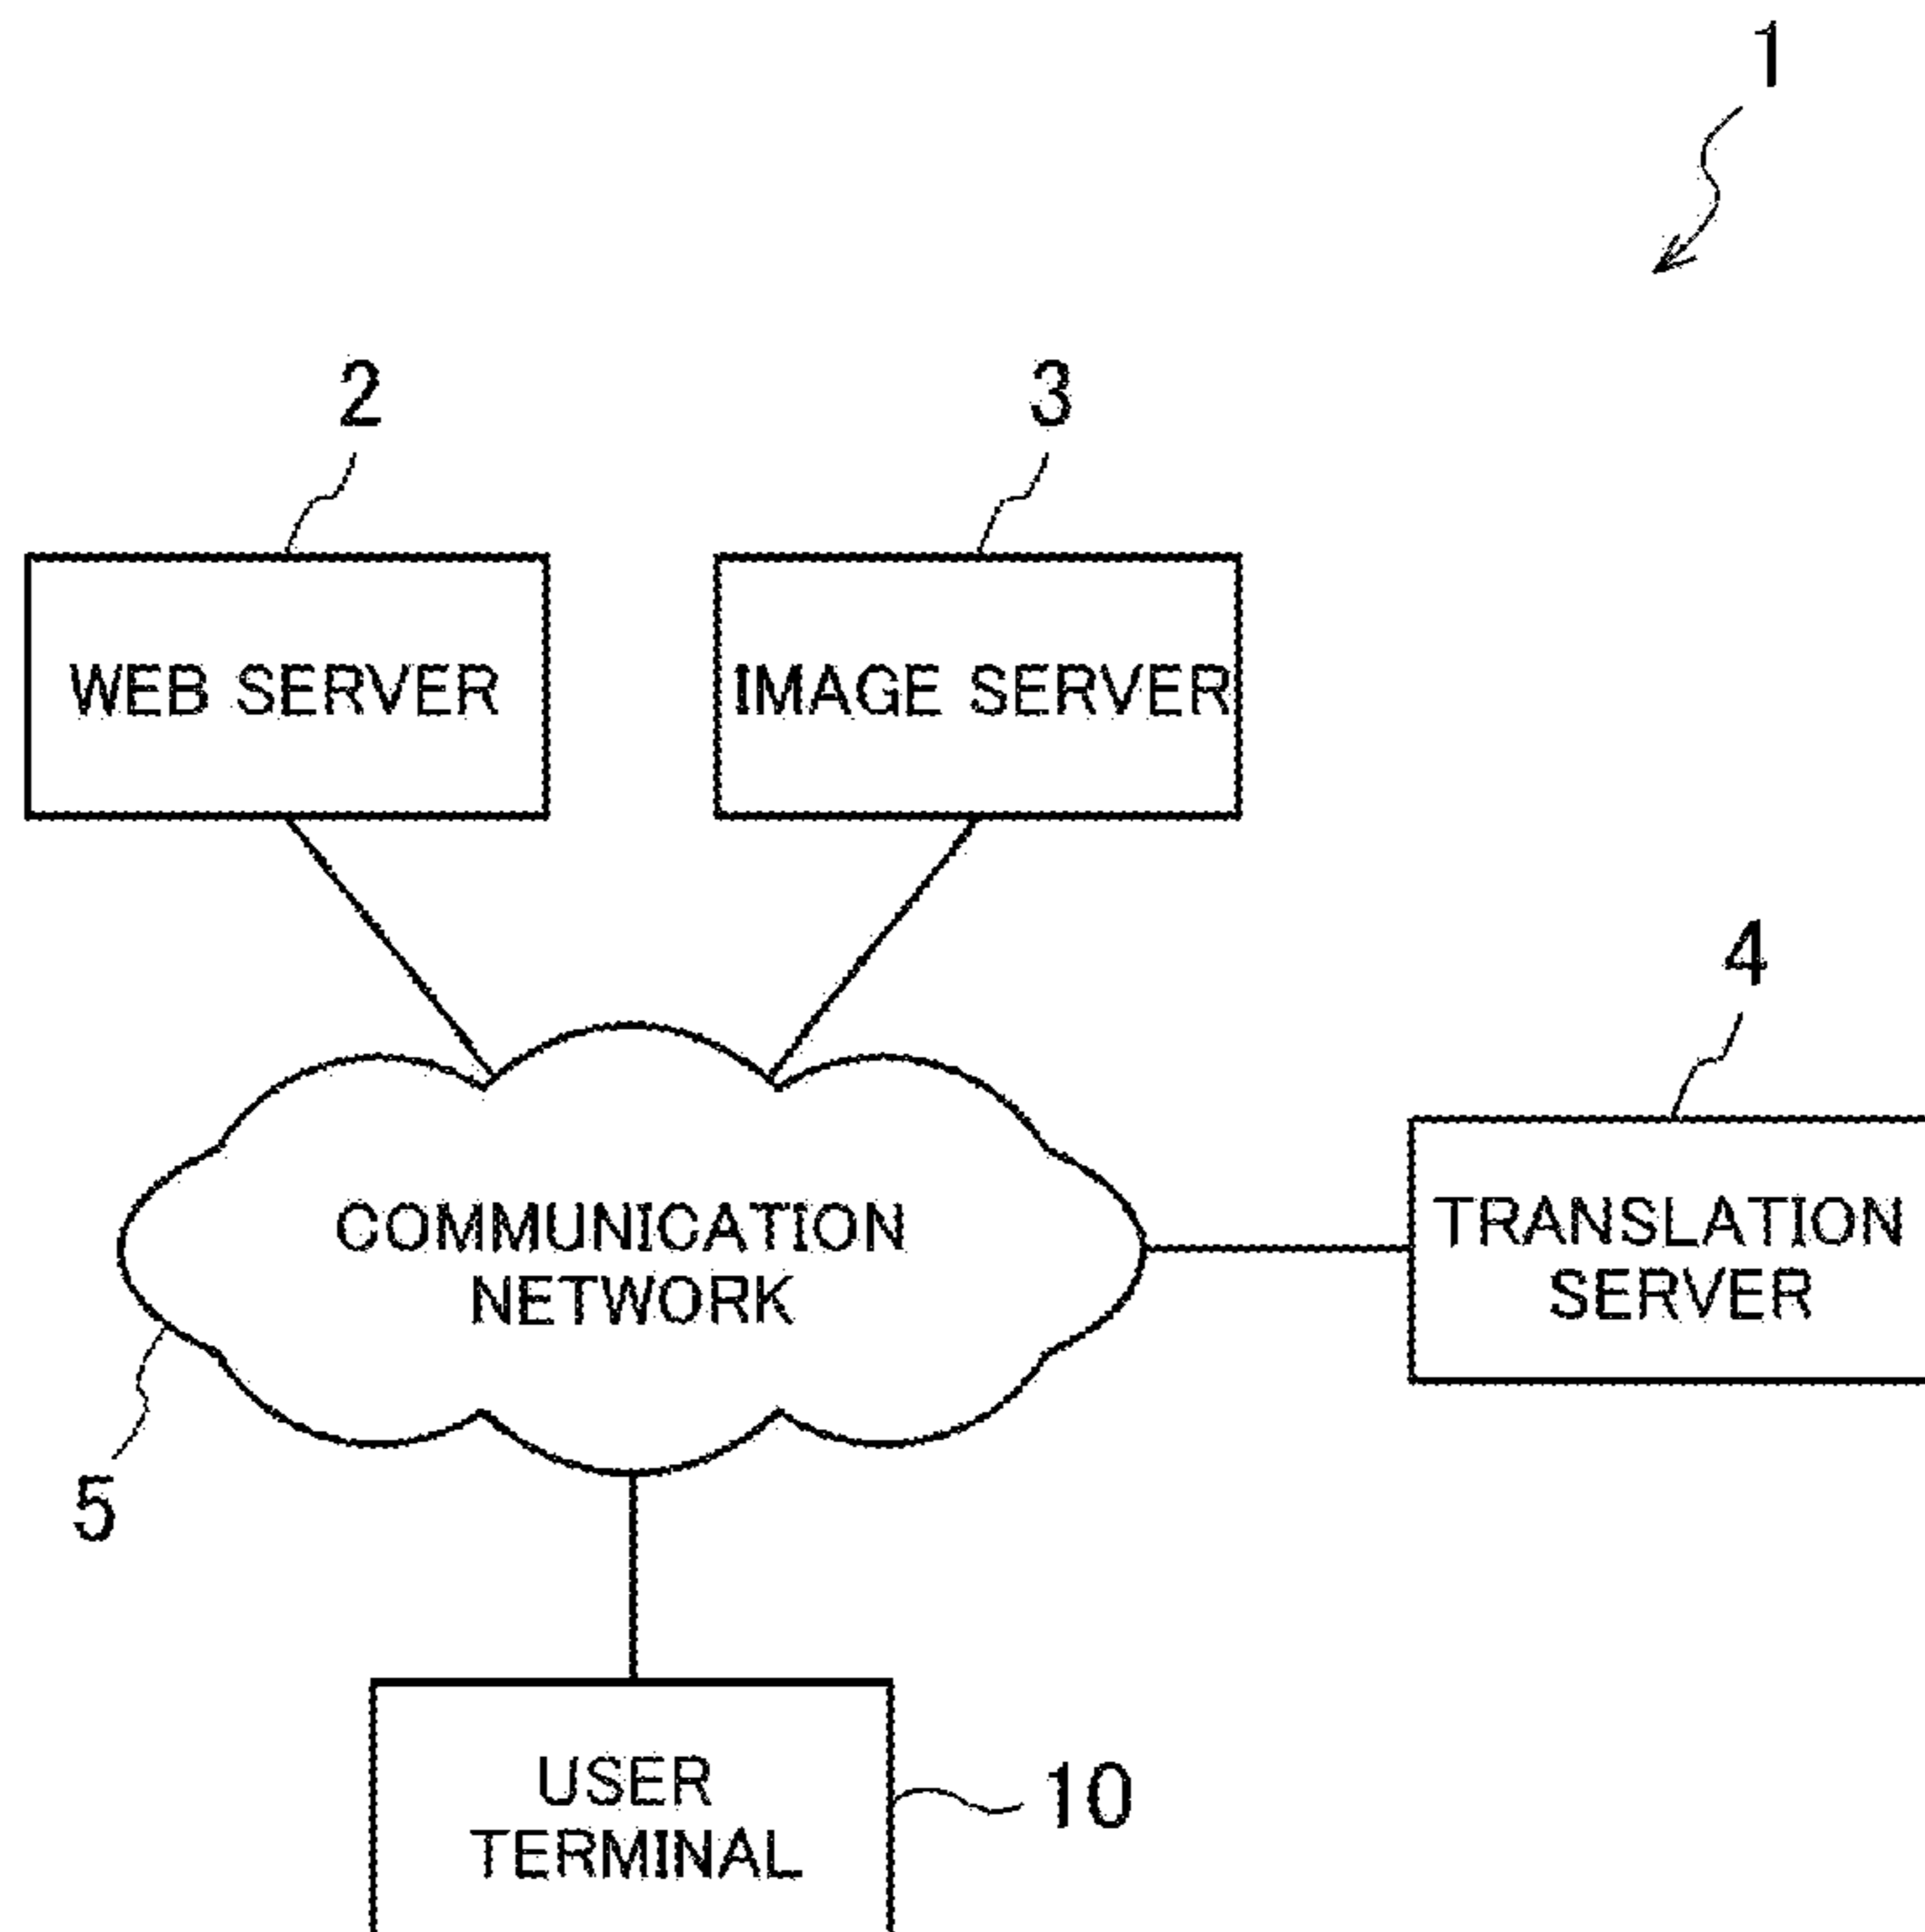 1
2
3
WEB SERVER
IMAGE SERVER
4
COMMUNICATION
NETWORK
TRANSLATION
SERVER
5
USER
TERMINAL
10